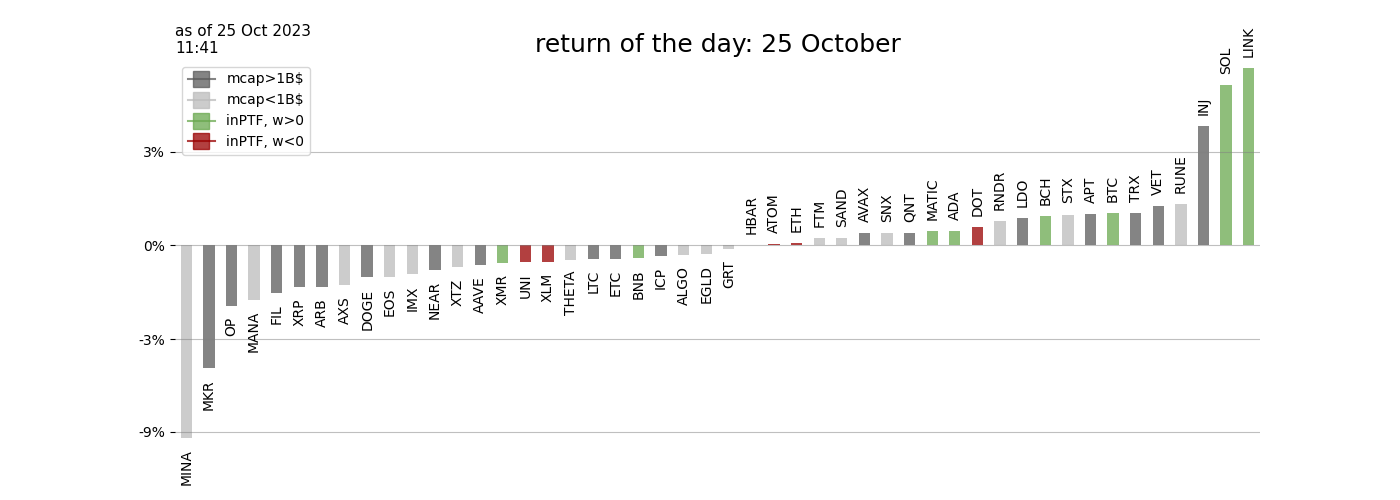 as of 25 Oct 2023
11:41
return of the day: 25 October
mcap>1B$
mcap<1B$
inPTF, w>0
inPTF, w<0
3%
0%
-3%
-9%
MINA
MKR
OP
MANA
FIL
XRP
ARB
AXS
DOGE
EOS
IMX
NEAR
XTZ
AAVE
XMR
UNI
XLM
THETA
LTC
ETC
BNB
ICP
ALGO
EGLD
GRT
HBAR
ATOM
ETH
FTM
SAND
AVAX
SNX
QNT
MATIC
ADA
DOT
RNDR
LDO
BCH
STX
APT
BTC
TRX
VET
RUNE
INJ
SOL
LINK